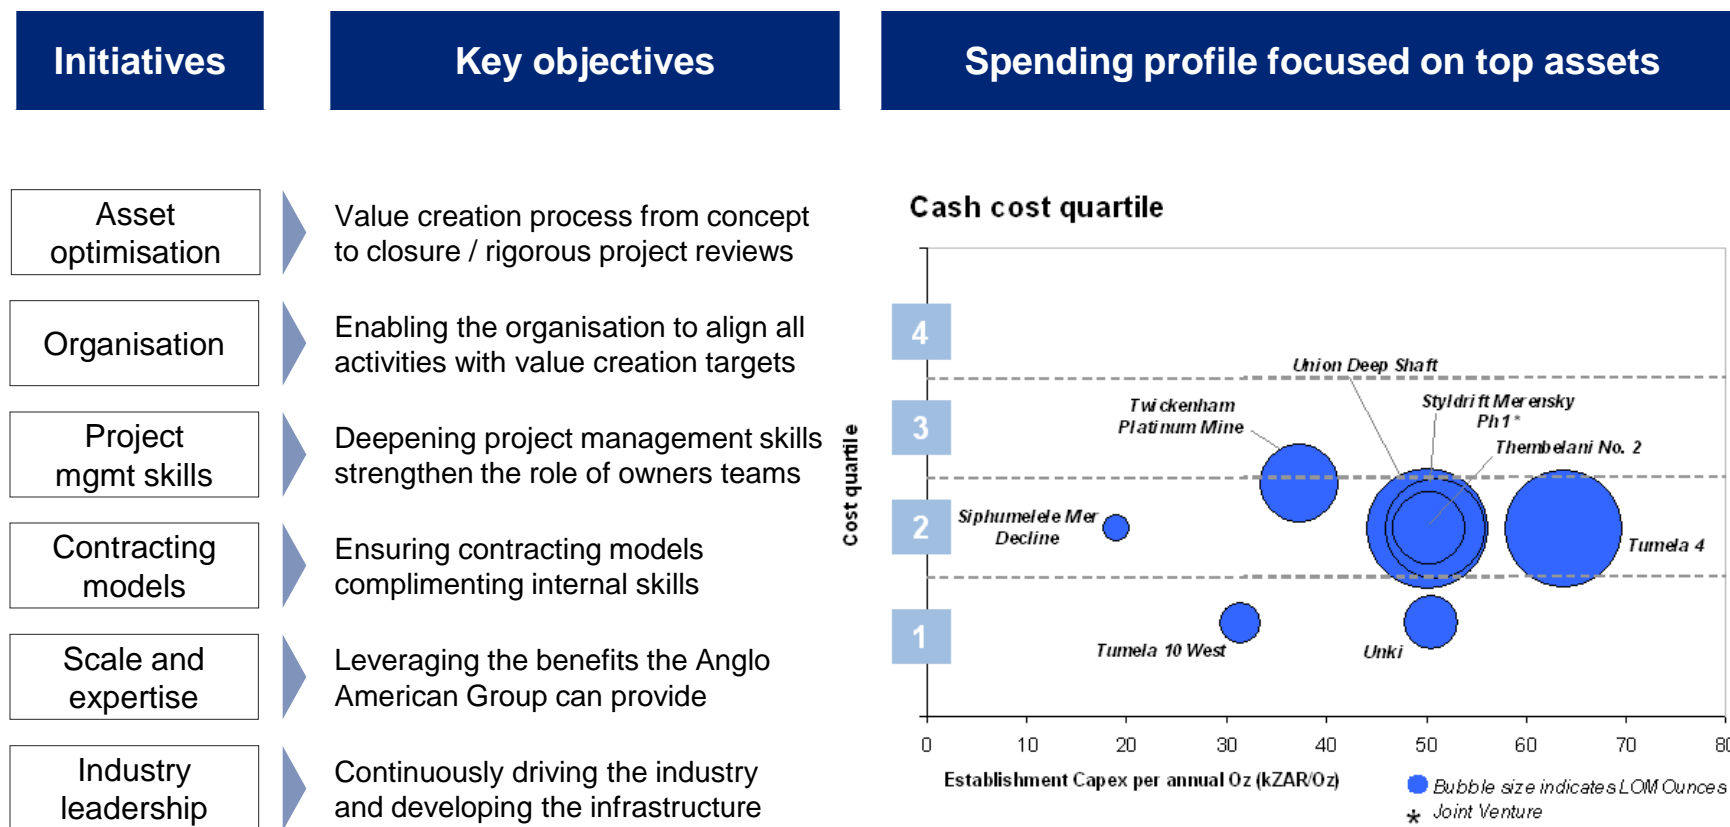 Initiatives
Key objectives
Spending profile focused on top assets
Asset
optimisation
Value creation process from concept
to closure / rigorous project reviews
Organisation
Enabling the organisation to align all
activities with value creation targets
Project
mgmt skills
Deepening project management skills
strengthen the role of owners teams
Contracting
models
Ensuring contracting models
complimenting internal skills
Scale and
expertise
Leveraging the benefits the Anglo
American Group can provide
Industry
leadership
Continuously driving the industry
and developing the infrastructure
Cash cost quartile
Cost quartile
4
3
2
1
Union Deep Shaft
Twickenham
Platinum Mine
Styldrift Merensky
Ph1*
Thembelani No. 2
Siphumelele Mer
Decline
Tumela 4
Tumela 10 West
Unki
0 10 20 30 40 50 60 70 80
Establishment Capex per annual Oz (kZAR/Oz)
Bubble size indicates LOM Ounces
* Joint Venture